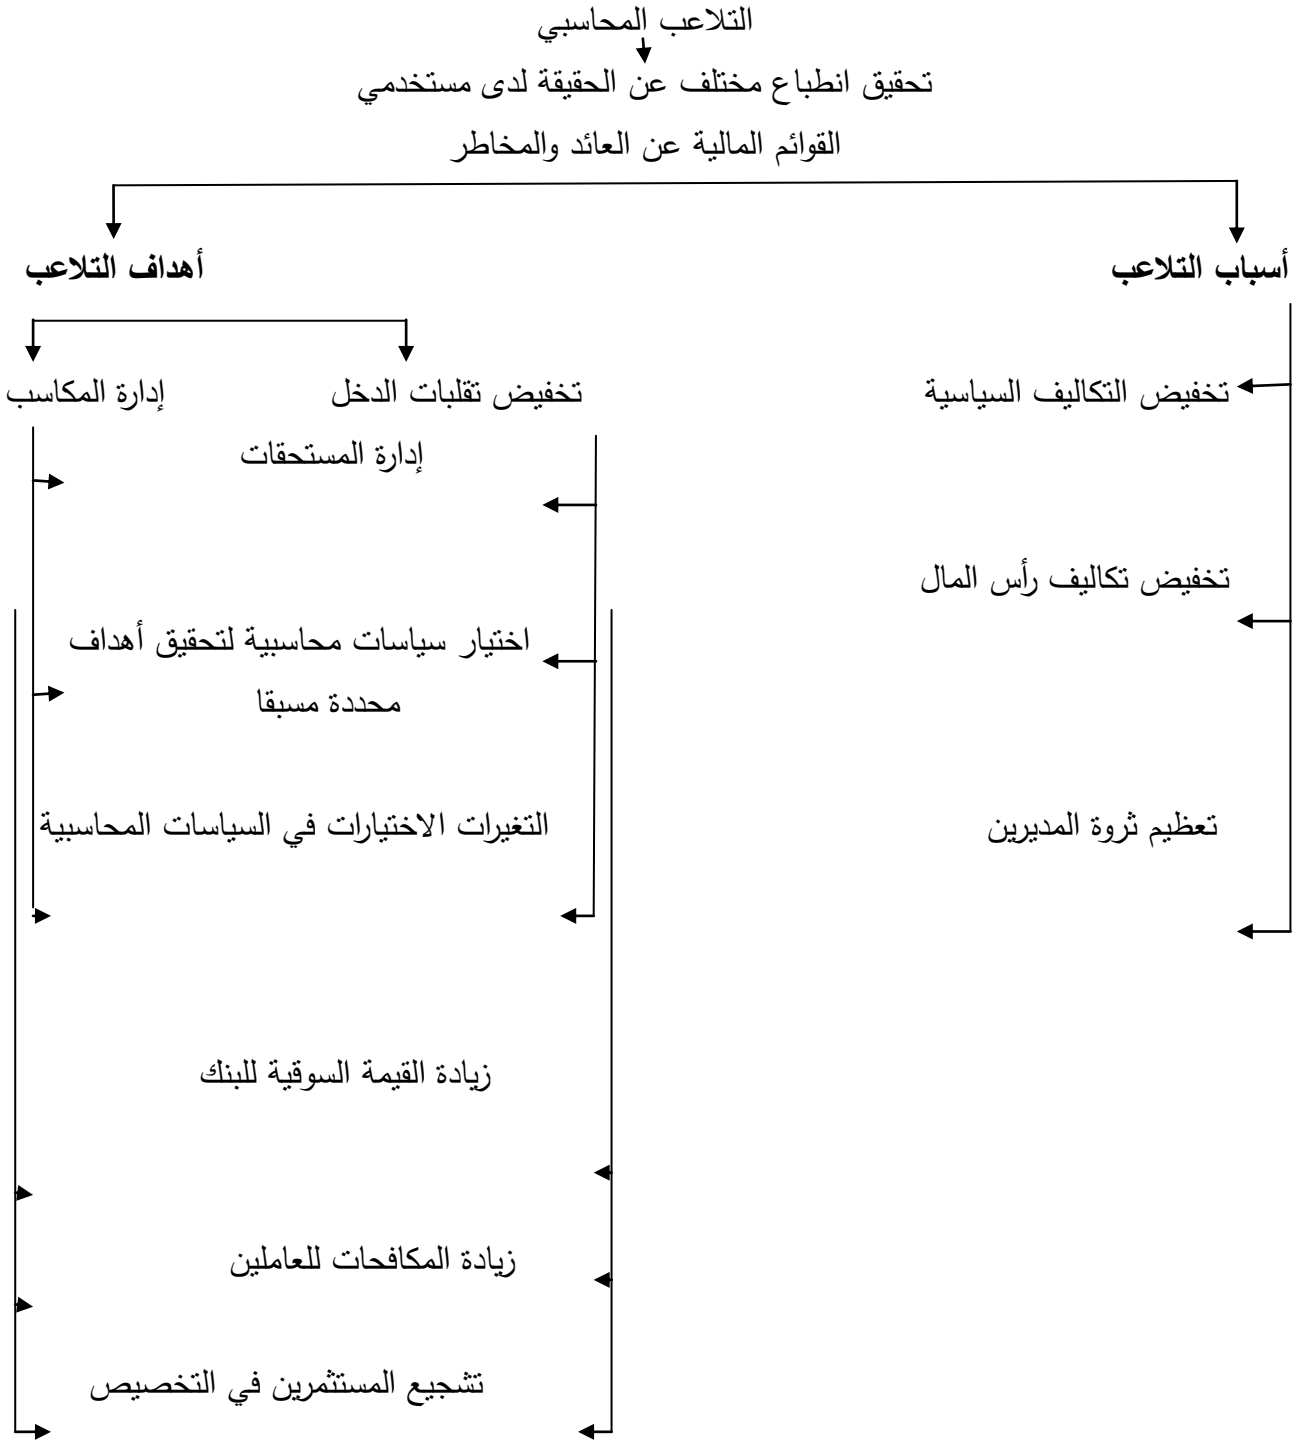 التلاعب المحاسبي
تحقيق انطباع مختلف عن الحقيقة لدى مستخدمي
القوائم المالية عن العائد والمخاطر
أسباب التلاعب
أهداف التلاعب
تخفيض التكاليف السياسية
تخفيض تقلبات الدخل
إدارة المكاسب
إدارة المستحقات
تخفيض تكاليف رأس المال
اختيار سياسات محاسبية لتحقيق أهداف
محددة مسبقا
تعظيم ثروة المديرين
التغيرات الاختيارات في السياسات المحاسبية
زيادة القيمة السوقية للبنك
زيادة المكافحات للعاملين
تشجيع المستثمرين في التخصيص